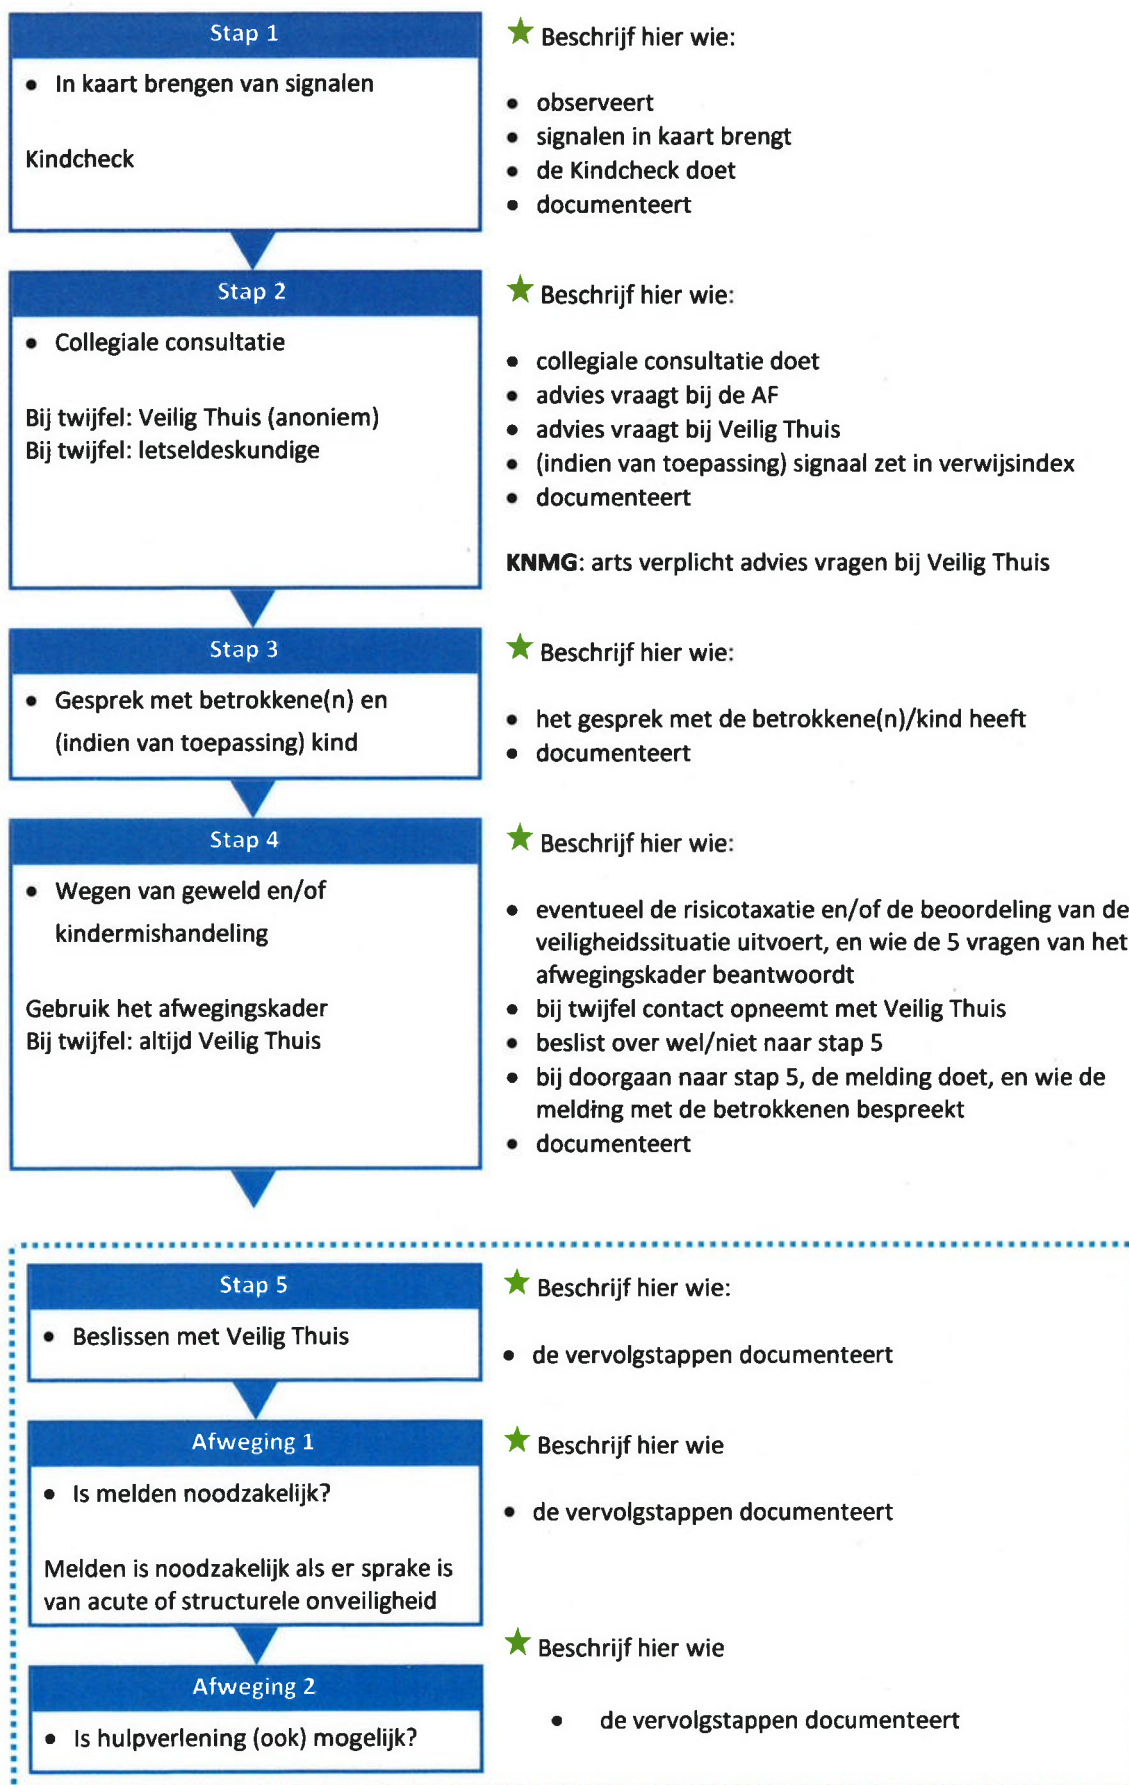 Stap 1
• In kaart brengen van signalen
Kindcheck
★ Beschrijf hier wie:
• observeert
• signalen in kaart brengt
• de Kindcheck doet
• documenteert
Stap 2
• Collegiale consultatie
Bij twijfel: Veilig Thuis (anoniem)
Bij twijfel: letseldeskundige
★ Beschrijf hier wie:
• collegiale consultatie doet
• advies vraagt bij de AF
• advies vraagt bij Veilig Thuis
• (indien van toepassing) signaal zet in verwijsindex
• documenteert
KNMG: arts verplicht advies vragen bij Veilig Thuis
Stap 3
• Gesprek met betrokkene(n) en
(indien van toepassing) kind
★ Beschrijf hier wie:
• het gesprek met de betrokkene(n)/kind heeft
• documenteert
Stap 4
• Wegen van geweld en/of
kindermishandeling
Gebruik het afwegingskader
Bij twijfel: altijd Veilig Thuis
★ Beschrijf hier wie:
• eventueel de risicotaxatie en/of de beoordeling van de
veiligheidssituatie uitvoert, en wie de 5 vragen van het
afwegingskader beantwoordt
• bij twijfel contact opneemt met Veilig Thuis
• beslist over wel/niet naar stap 5
• bij doorgaan naar stap 5, de melding doet, en wie de
melding met de betrokkenen bespreekt
• documenteert
Stap 5
• Beslissen met Veilig Thuis
★ Beschrijf hier wie:
• de vervolgstappen documenteert
Afweging 1
• Is melden noodzakelijk?
Melden is noodzakelijk als er sprake is
van acute of structurele onveiligheid
★ Beschrijf hier wie
• de vervolgstappen documenteert
Afweging 2
• Is hulpverlening (ook) mogelijk?
★ Beschrijf hier wie
• de vervolgstappen documenteert